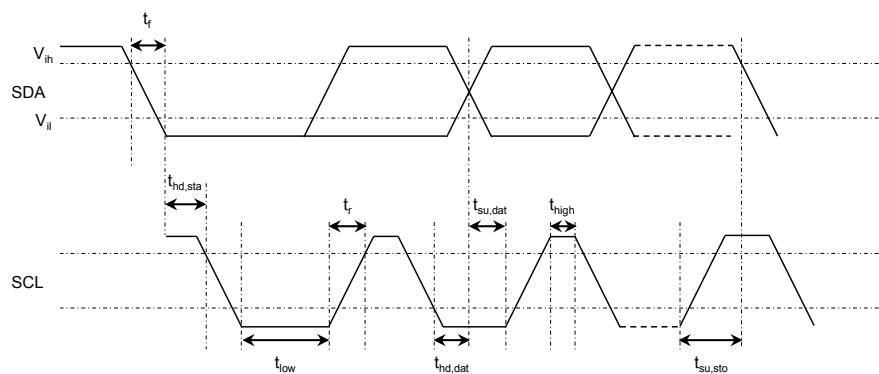 t_f
V_ih
SDA
V_il
t_hd,sta
t_r
t_su,dat
t_high
SCL
t_low
t_hd,dat
t_su,sto